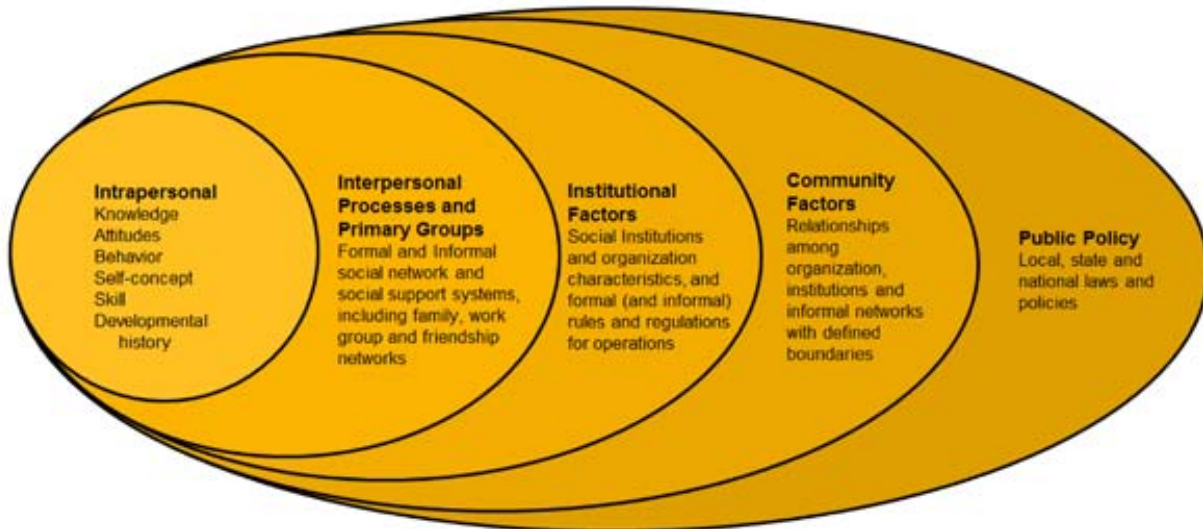 Intrapersonal
Knowledge
Attitudes
Behavior
Self-concept
Skill
Developmental
history
Interpersonal
Processes and
Primary Groups
Formal and Informal
social network and
social support systems,
including family, work
group and friendship
networks
Institutional
Factors
Social Institutions
and organization
characteristics, and
formal (and informal)
rules and regulations
for operations
Community
Factors
Relationships
among
organization,
institutions and
informal networks
with defined
boundaries
Public Policy
Local, state and
national laws and
policies